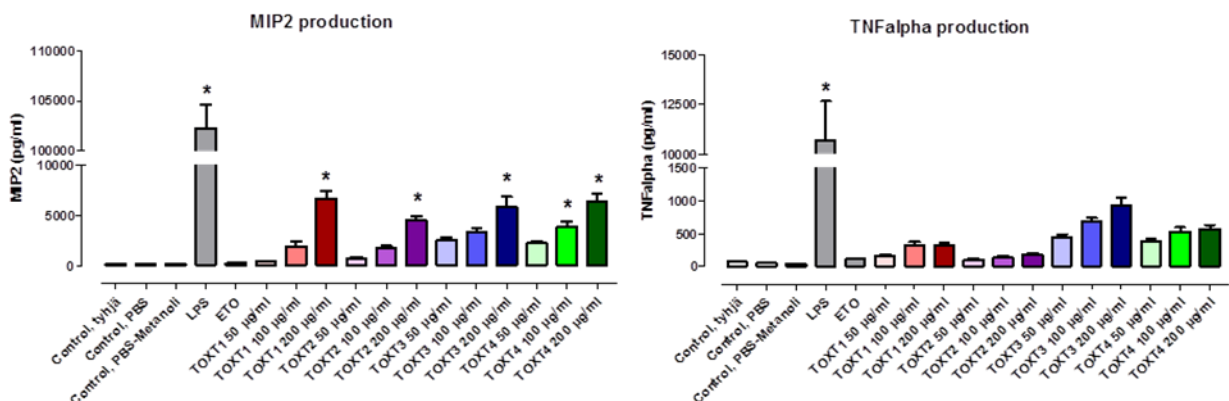 MIP2 production
110000
105000
100000
10000
5000
0
MIP2 (pg/ml)
*
*
*
*
*
*
Control, tyhjä
Control, PBS
Control, PBS-Metanoli
LPS
ETO
TOXT1 50 µg/ml
TOXT1 100 µg/ml
TOXT1 200 µg/ml
TOXT2 50 µg/ml
TOXT2 100 µg/ml
TOXT2 200 µg/ml
TOXT3 50 µg/ml
TOXT3 100 µg/ml
TOXT3 200 µg/ml
TOXT4 50 µg/ml
TOXT4 100 µg/ml
TOXT4 200 µg/ml
TNFalpha production
15000
12500
10000
1500
1000
500
0
TNFalpha (pg/ml)
*
Control, tyhjä
Control, PBS
Control, PBS-Metanoli
LPS
ETO
TOXT1 50 µg/ml
TOXT1 100 µg/ml
TOXT1 200 µg/ml
TOXT2 50 µg/ml
TOXT2 100 µg/ml
TOXT2 200 µg/ml
TOXT3 50 µg/ml
TOXT3 100 µg/ml
TOXT3 200 µg/ml
TOXT4 50 µg/ml
TOXT4 100 µg/ml
TOXT4 200 µg/ml